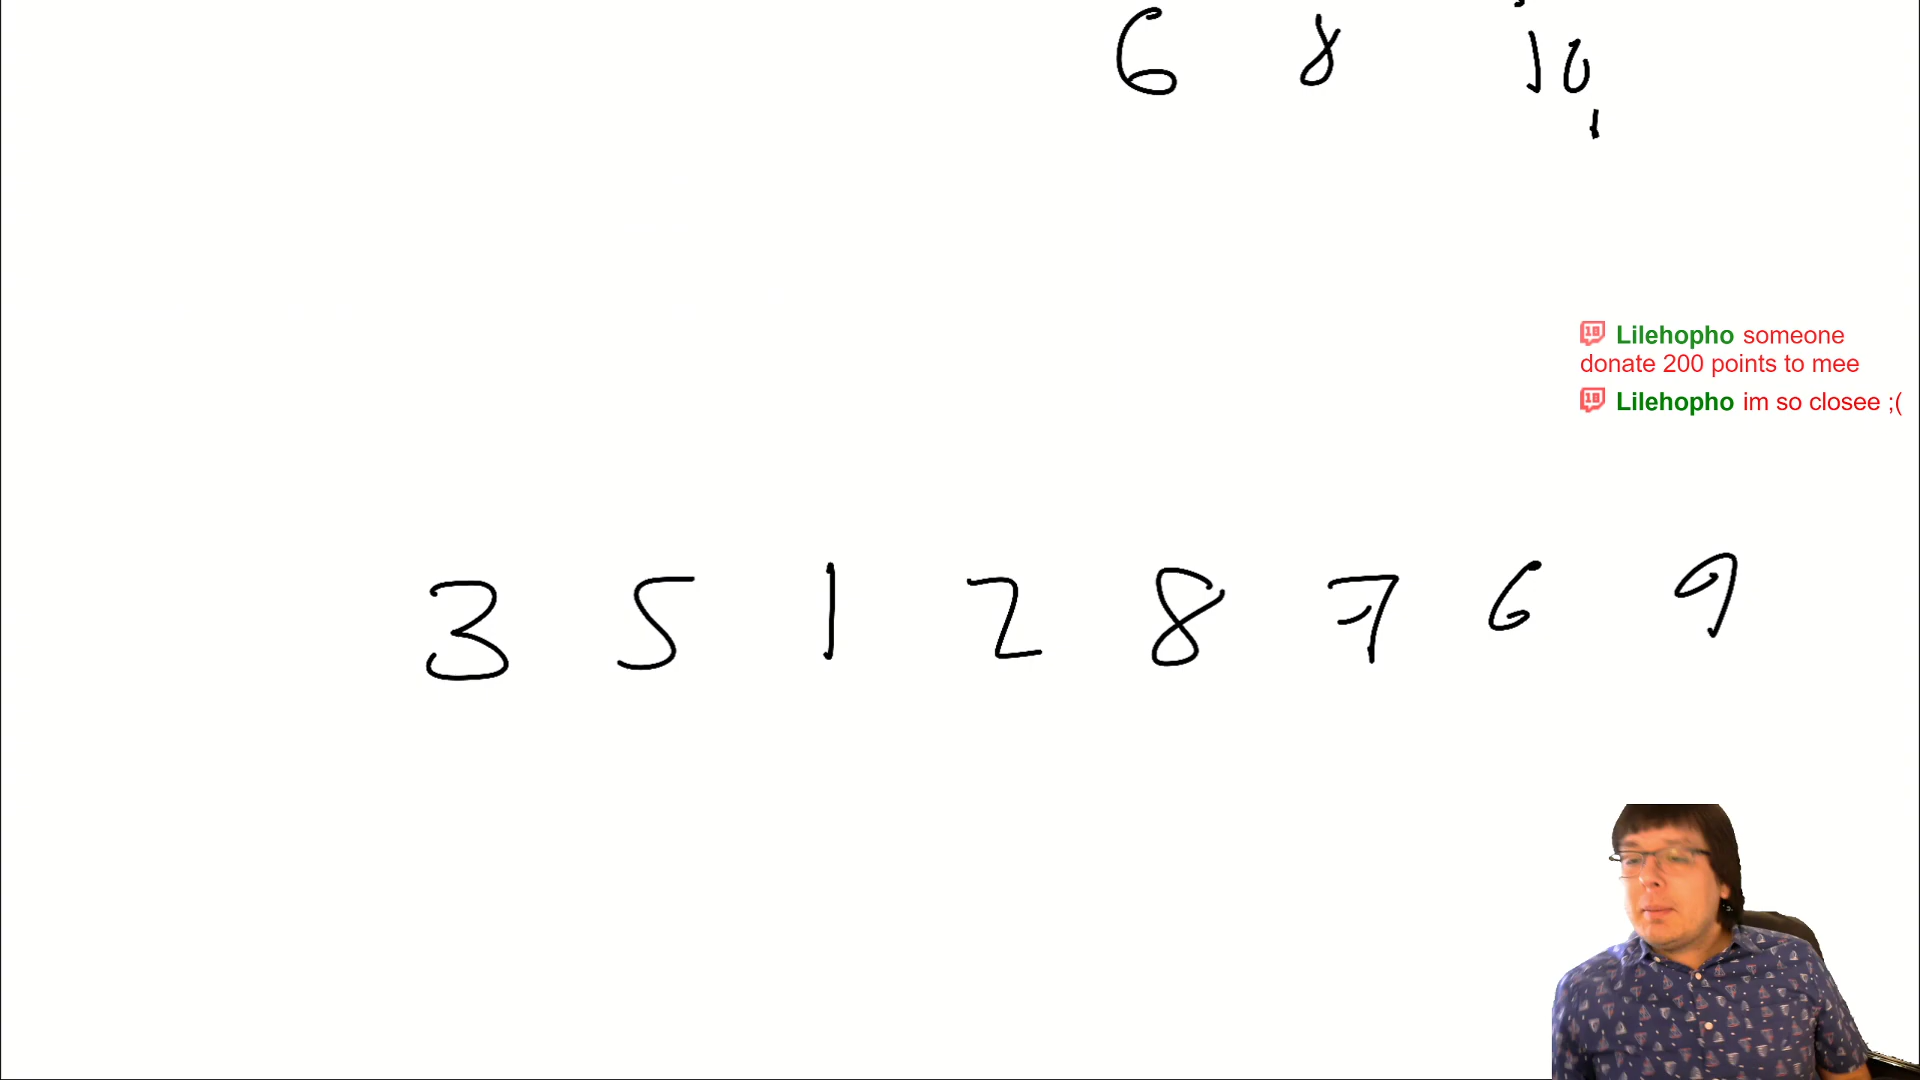 6 8 10
Lilehopho someone
donate 200 points to mee
Lilehopho im so closee ;(
3 5 1 2 8 7 6 9